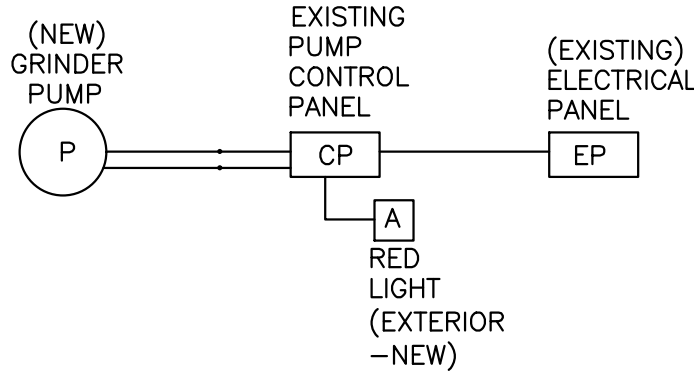 (NEW)
GRINDER
PUMP
P
EXISTING
PUMP
CONTROL
PANEL
CP
(EXISTING)
ELECTRICAL
PANEL
EP
A
RED
LIGHT
(EXTERIOR
-NEW)